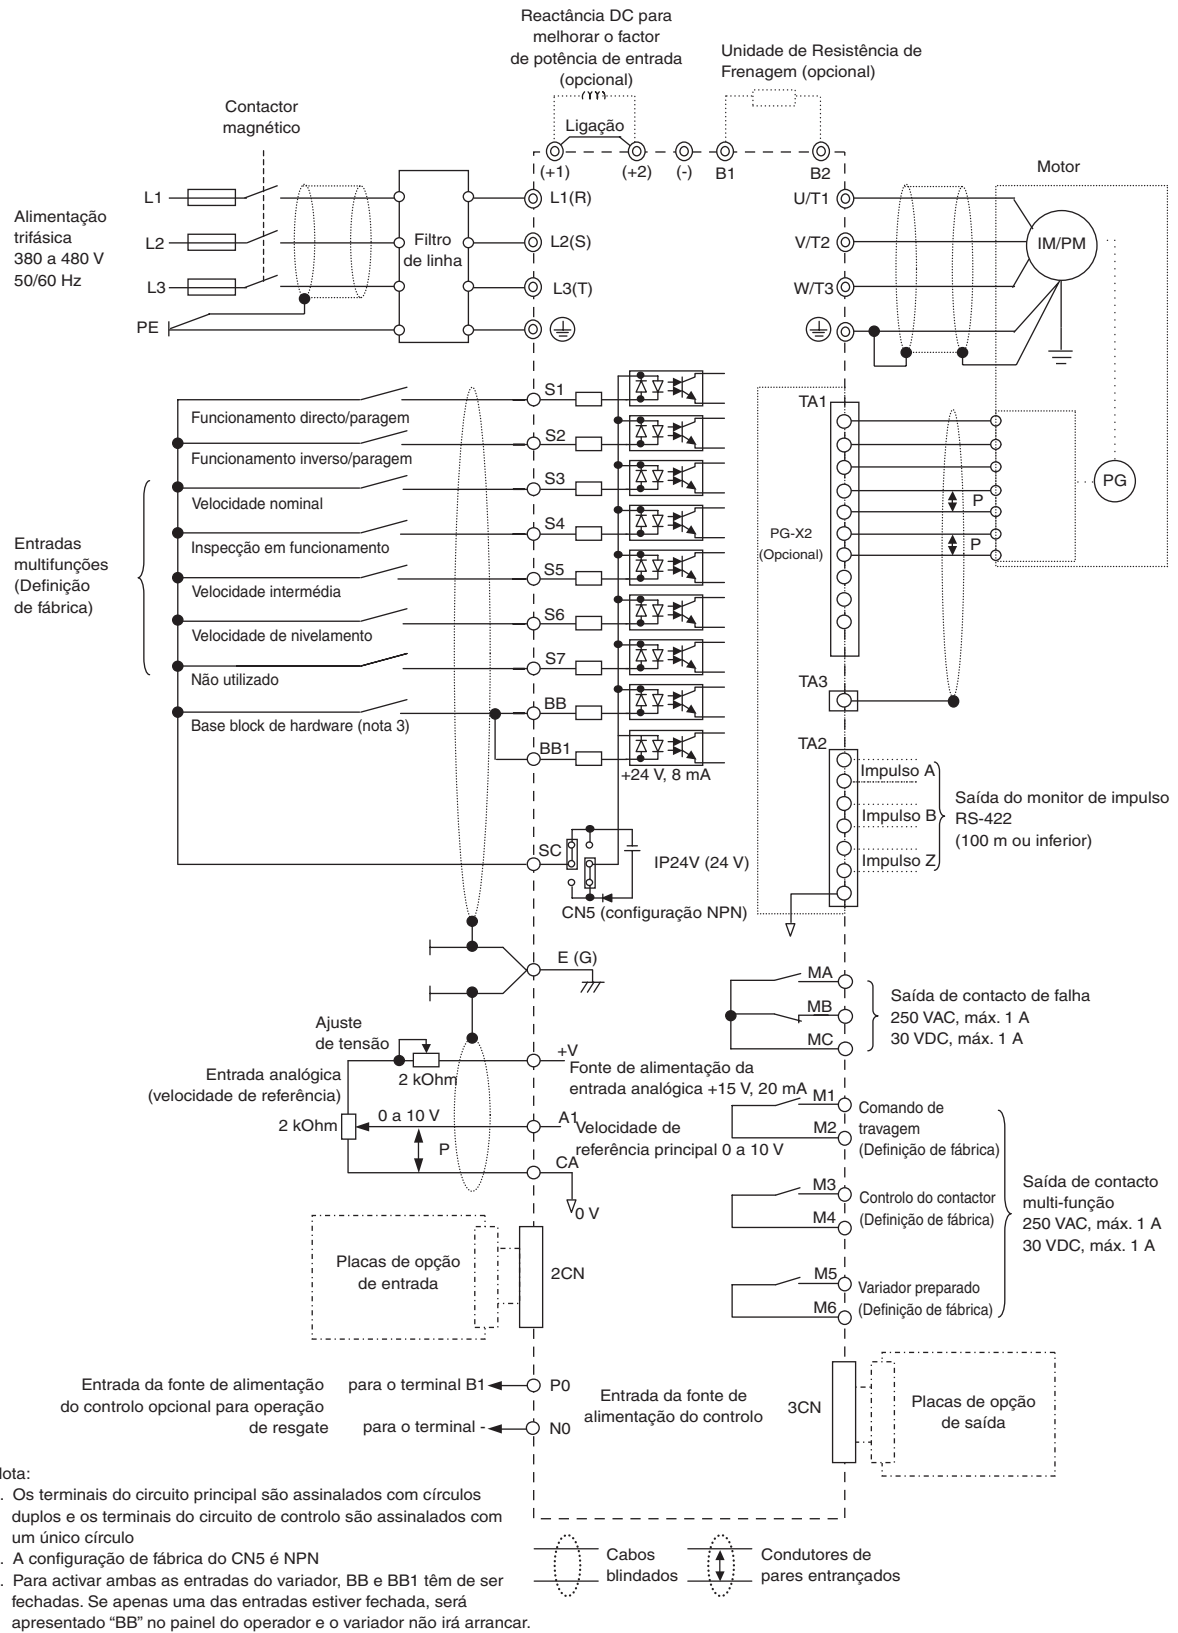 Reactância DC para
melhorar o factor
de potência de entrada
(opcional)
Unidade de Resistência de
Frenagem (opcional)
Contactor
magnético
Ligação
(+1)
(+2)
(-)
B1
B2
Motor
Alimentação
trifásica
380 a 480 V
50/60 Hz
L1
L2
L3
PE
Filtro
de linha
L1(R)
L2(S)
L3(T)
U/T1
V/T2
W/T3
IM/PM
S1
Funcionamento directo/paragem
S2
Funcionamento inverso/paragem
S3
Velocidade nominal
S4
Inspecção em funcionamento
S5
Velocidade intermédia
S6
Velocidade de nivelamento
S7
Não utilizado
BB
Base block de hardware (nota 3)
BB1
+24 V, 8 mA
Entradas
multifunções
(Definição
de fábrica)
TA1
PG-X2
(Opcional)
P
P
PG
TA3
TA2
Impulso A
Impulso B
Impulso Z
Saída do monitor de impulso
RS-422
(100 m ou inferior)
SC
IP24V (24 V)
CN5 (configuração NPN)
E (G)
MA
MB
MC
Saída de contacto de falha
250 VAC, máx. 1 A
30 VDC, máx. 1 A
Ajuste
de tensão
2 kOhm
+V
Fonte de alimentação da
entrada analógica +15 V, 20 mA
Entrada analógica
(velocidade de referência)
2 kOhm
0 a 10 V
P
A1
Velocidade de
referência principal 0 a 10 V
CA
0 V
M1
M2
Comando de
travagem
(Definição de fábrica)
M3
M4
Controlo do contactor
(Definição de fábrica)
M5
M6
Variador preparado
(Definição de fábrica)
Saída de contacto
multi-função
250 VAC, máx. 1 A
30 VDC, máx. 1 A
Placas de opção
de entrada
2CN
Entrada da fonte de alimentação
do controlo opcional para operação
de resgate
para o terminal B1
para o terminal -
P0
N0
Entrada da fonte de
alimentação do controlo
3CN
Placas de opção
de saída
lota:
. Os terminais do circuito principal são assinalados com círculos
duplos e os terminais do circuito de controlo são assinalados com
um único círculo
. A configuração de fábrica do CN5 é NPN
. Para activar ambas as entradas do variador, BB e BB1 têm de ser
fechadas. Se apenas uma das entradas estiver fechada, será
apresentado “BB” no painel do operador e o variador não irá arrancar.
Cabos
blindados
Condutores de
pares entrançados